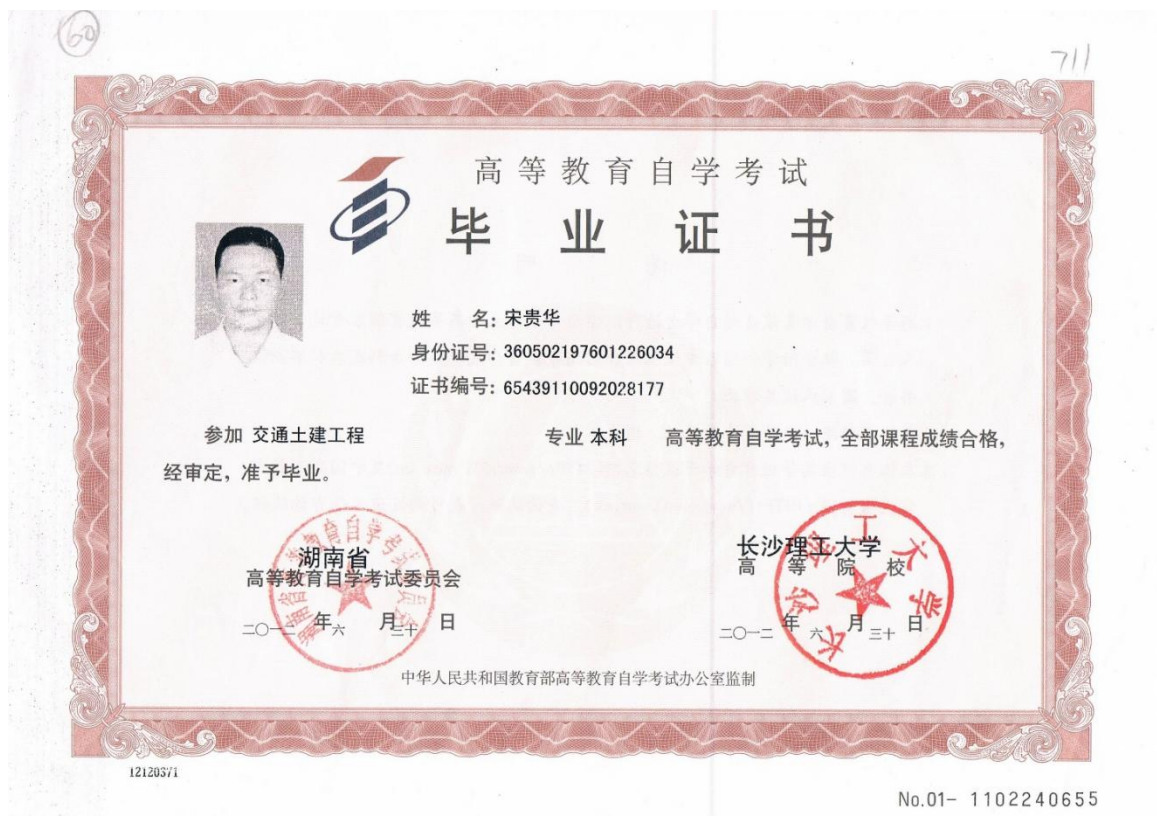 60
711
高等教育自学考试
毕业证书
姓 名: 宋贵华
身份证号: 360502197601226034
证书编号: 65439110092028177
参加 交通土建工程 专业 本科 高等教育自学考试, 全部课程成绩合格,
经审定, 准予毕业。
湖南省
高等教育自学考试委员会
二〇一二 年 六 月 三十 日
长沙理工大学
高等院校
长沙理工大学
二〇一二 年 六 月 三十 日
中华人民共和国教育部高等教育自学考试办公室监制
12120371
No.01- 1102240655